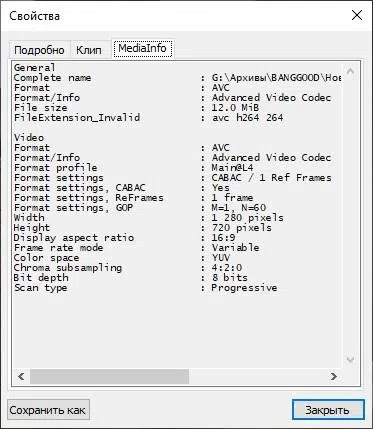 Свойства
Подробно Клип MediaInfo
General
Complete name : G:\Архивы\BANGGOOD\Нов
Format : AVC
Format/Info : Advanced Video Codec
File size : 12.0 MiB
FileExtension_Invalid : avc h264 264
Video
Format : AVC
Format/Info : Advanced Video Codec
Format profile : Main@L4
Format settings : CABAC / 1 Ref Frames
Format settings, CABAC : Yes
Format settings, ReFrames : 1 frame
Format settings, GOP : M=1, N=60
Width : 1 280 pixels
Height : 720 pixels
Display aspect ratio : 16:9
Frame rate mode : Variable
Color space : YUV
Chroma subsampling : 4:2:0
Bit depth : 8 bits
Scan type : Progressive
Сохранить как Закрыть